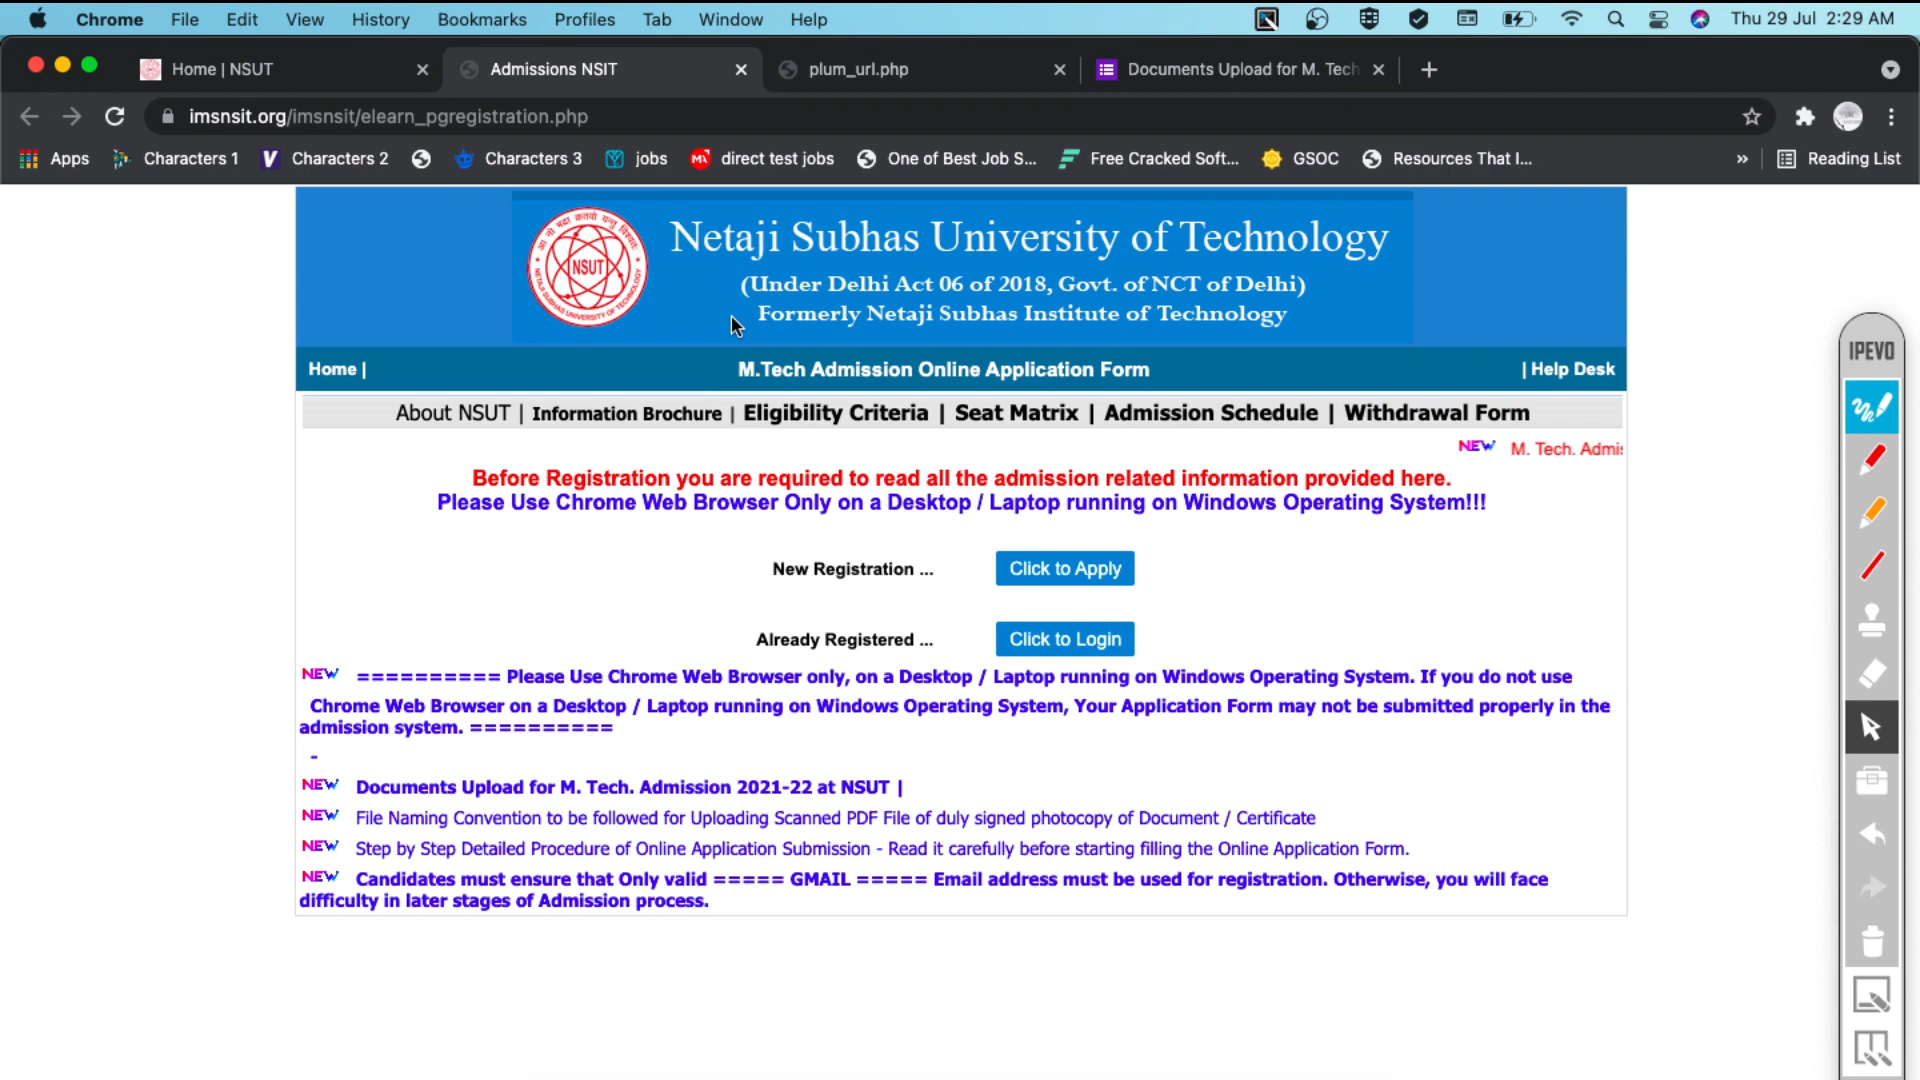 Chrome File Edit View History Bookmarks Profiles Tab Window Help Thu 29 Jul 2:29 AM
Home | NSUT Admissions NSIT plum_url.php Documents Upload for M. Tech
imsnsit.org/imsnsit/elearn_pgregistration.php
Apps Characters 1 Characters 2 Characters 3 jobs direct test jobs One of Best Job S... Free Cracked Soft... GSOC Resources That I... » Reading List
NSUT
Netaji Subhas University of Technology
(Under Delhi Act 06 of 2018, Govt. of NCT of Delhi)
Formerly Netaji Subhas Institute of Technology
IPEVO
Home | M.Tech Admission Online Application Form | Help Desk
About NSUT | Information Brochure | Eligibility Criteria | Seat Matrix | Admission Schedule | Withdrawal Form
NEW M. Tech. Admis
Before Registration you are required to read all the admission related information provided here.
Please Use Chrome Web Browser Only on a Desktop / Laptop running on Windows Operating System!!!
New Registration ... Click to Apply
Already Registered ... Click to Login
NEW ========== Please Use Chrome Web Browser only, on a Desktop / Laptop running on Windows Operating System. If you do not use
Chrome Web Browser on a Desktop / Laptop running on Windows Operating System, Your Application Form may not be submitted properly in the
admission system. ==========
-
NEW Documents Upload for M. Tech. Admission 2021-22 at NSUT |
NEW File Naming Convention to be followed for Uploading Scanned PDF File of duly signed photocopy of Document / Certificate
NEW Step by Step Detailed Procedure of Online Application Submission - Read it carefully before starting filling the Online Application Form.
NEW Candidates must ensure that Only valid ===== GMAIL ===== Email address must be used for registration. Otherwise, you will face
difficulty in later stages of Admission process.